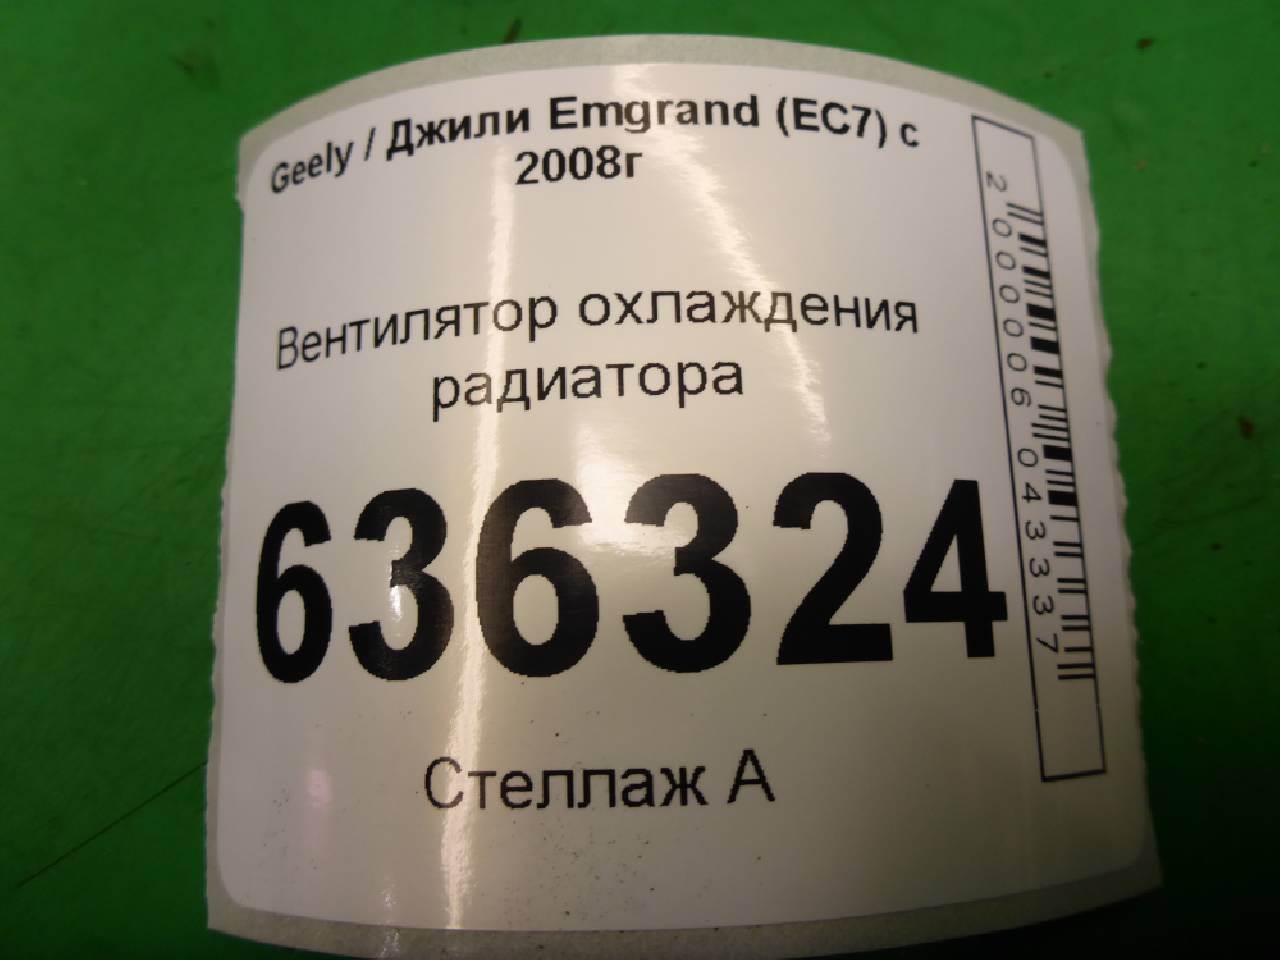 Geely / Джили Emgrand (EC7) с
2008г
Вентилятор охлаждения
радиатора
636324
Стеллаж А
2000006043337